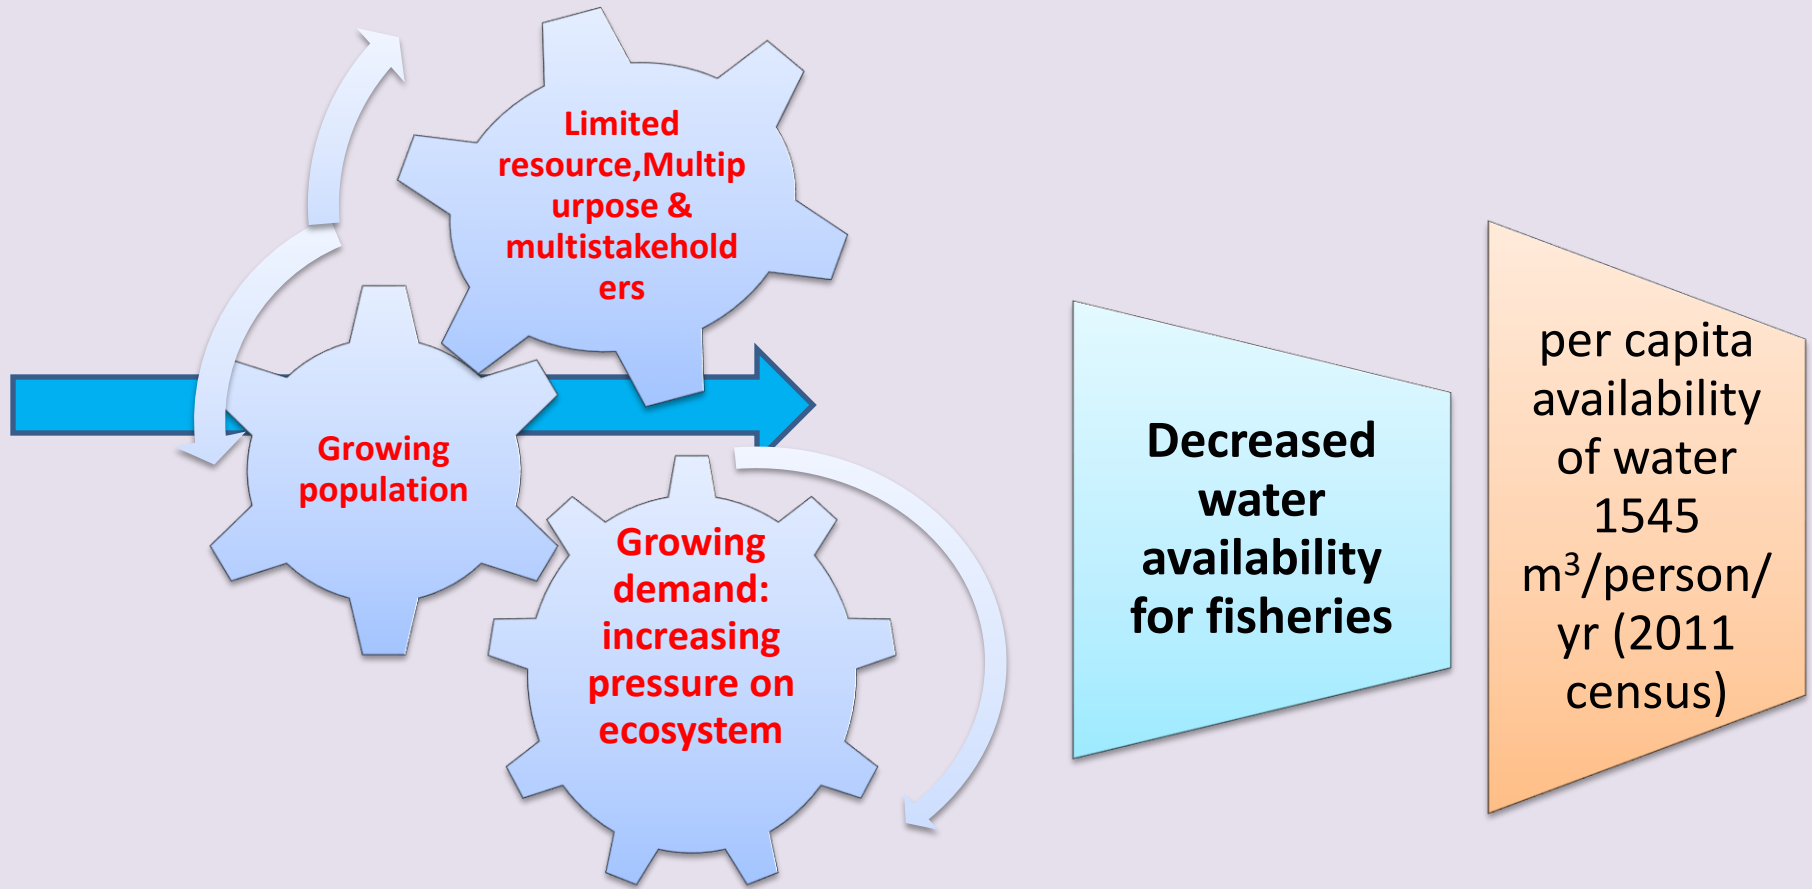 Limited
resource,Multip
urpose &
multistakehold
ers
Growing
population
Growing
demand:
increasing
pressure on
ecosystem
Decreased
water
availability
for fisheries
per capita
availability
of water
1545
m³/person/
yr (2011
census)